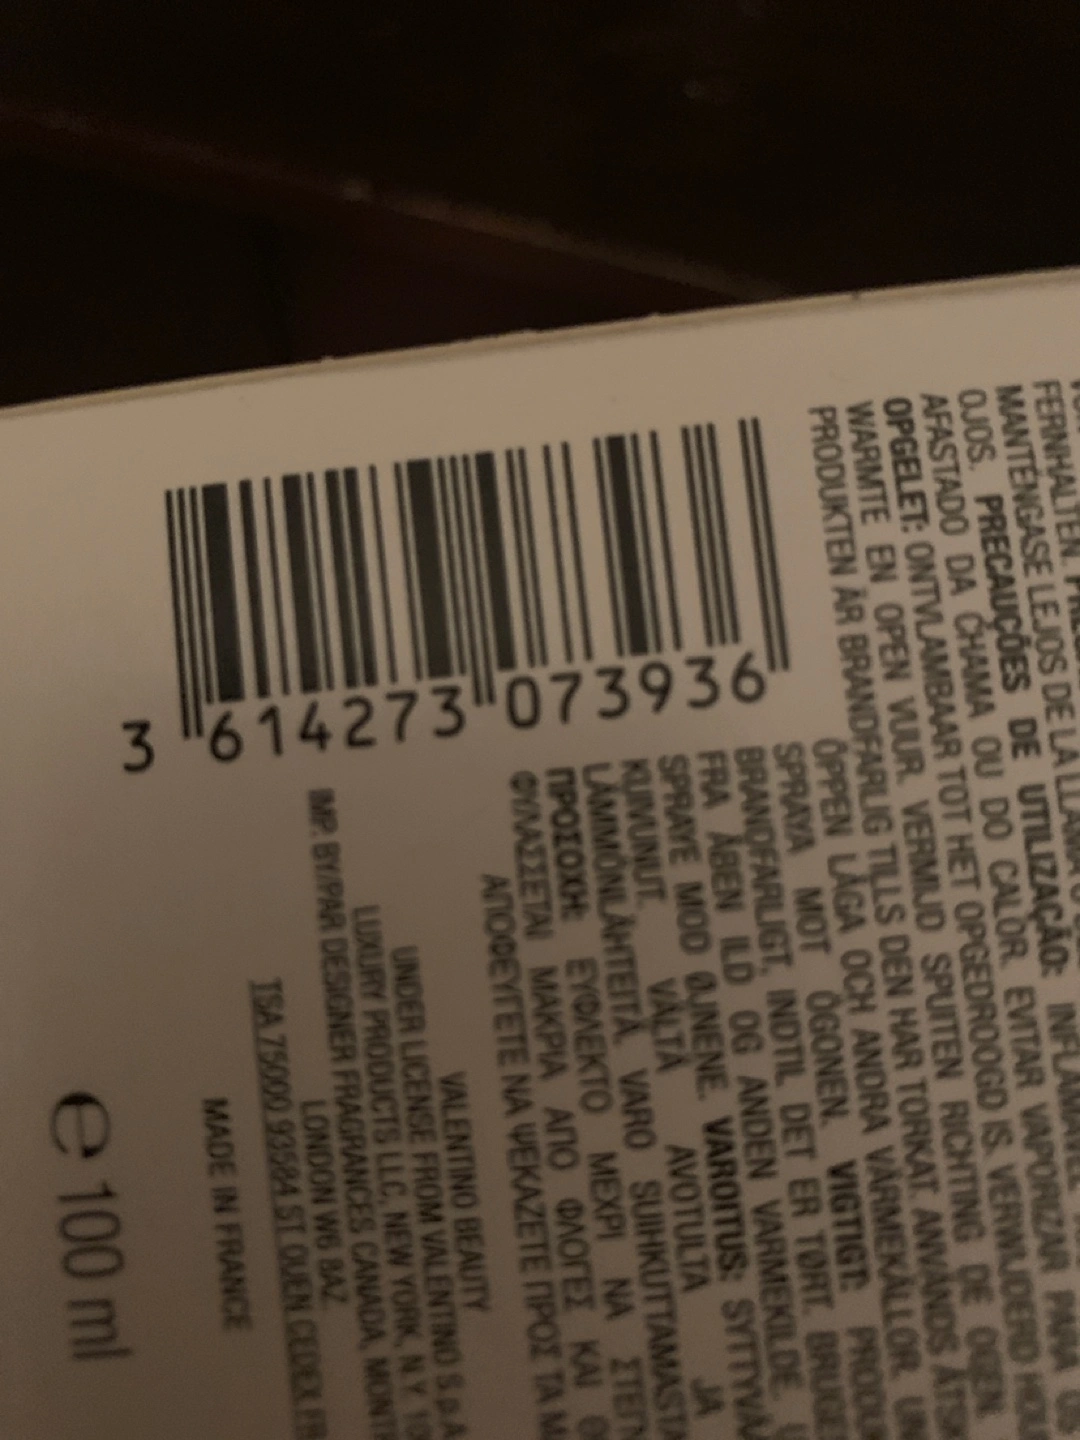 3 614273 073936
FERNHALTEN.
MANTENGASE LEJOS DE LA LLAMA
OJOS. PRECAUÇÕES DE UTILIZAÇÃO:
AFASTADO DA CHAMA OU DO CALOR. EVITAR VAPORIZAR PARA OS
OPGELET: ONTVLAMBAAR TOT HET OPGEDROOGD IS. VERWIJDERD
WARMTE EN OPEN VUUR. VERMIJD SPUITEN RICHTING DE OGEN.
PRODUKTEN ÄR BRANDFARLIG TILLS DEN HAR TORKAT. ANVÄNDS
ÖPPEN LÅGA OCH ANDRA VÄRMEKÄLLOR.
SPRAYA MOT ÖGONEN. VIGTIGT:
BRANDFARLIGT, INDTIL DET ER TØRT.
FRA ÅBEN ILD OG ANDEN VARMEKILDE.
SPRAYE MOD ØJNENE. VAROITUS:
KUIVUNUT. VÄLTÄ AVOTULTA JA
LÄMMÖNLÄHTEITÄ. VARO SUIHKUTTAMASTA
ΠΡΟΣΟΧΗ: ΕΥΦΛΕΚΤΟ ΜΕΧΡΙ ΝΑ
ΦΥΛΑΣΣΕΤΑΙ ΜΑΚΡΙΑ ΑΠΟ ΦΛΟΓΕΣ ΚΑΙ
ΑΠΟΦΕΥΓΕΤΕ ΝΑ ΨΕΚΑΖΕΤΕ ΠΡΟΣ ΤΑ
VALENTINO BEAUTY
UNDER LICENSE FROM VALENTINO S.p.A.
LUXURY PRODUCTS LLC, NEW YORK, N.Y.
IMP. BY/PAR DESIGNER FRAGRANCES CANADA,
LONDON W6 8AZ
TSA 75000 93584 ST OUEN CEDEX
MADE IN FRANCE
e 100 ml